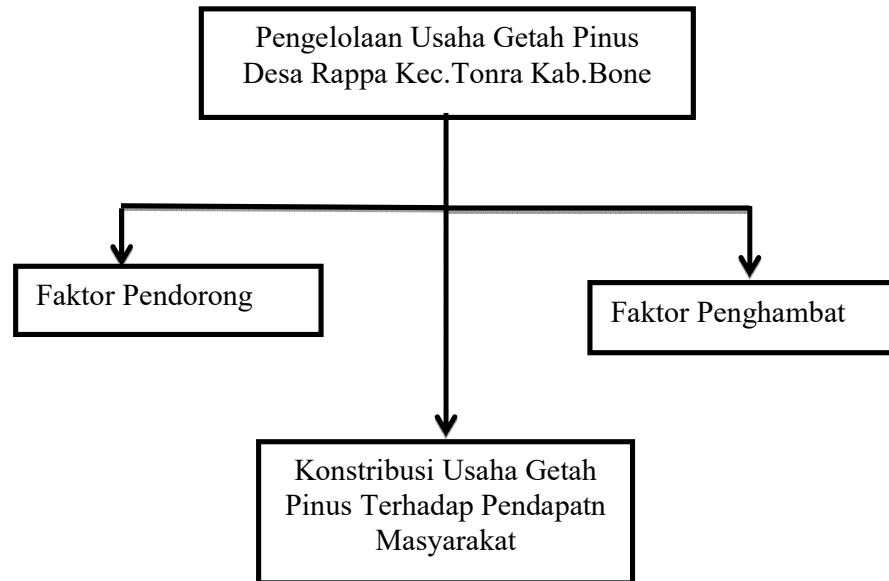 Pengelolaan Usaha Getah Pinus
Desa Rappa Kec.Tonra Kab.Bone
Faktor Pendorong
Faktor Penghambat
Konstribusi Usaha Getah
Pinus Terhadap Pendapatn
Masyarakat